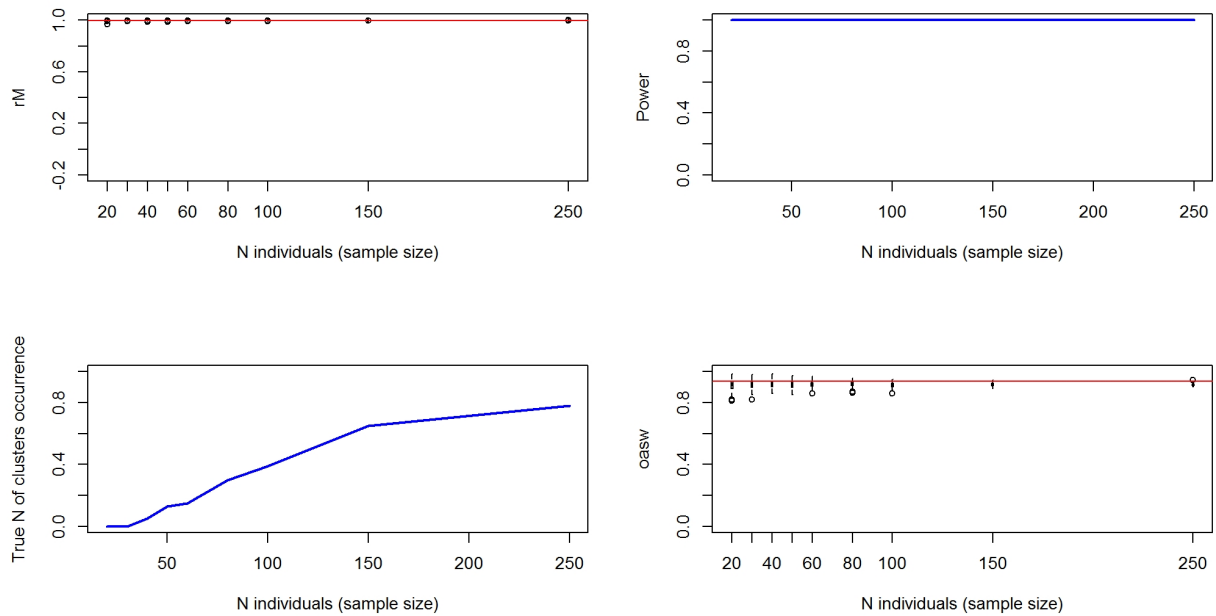 rM
1.0
0.6
0.2
-0.2
20 40 60 80 100 150 250
N individuals (sample size)
Power
0.8
0.4
0.0
50 100 150 200 250
N individuals (sample size)
True N of clusters occurrence
0.8
0.4
0.0
50 100 150 200 250
N individuals (sample size)
oasw
0.8
0.4
0.0
20 40 60 80 100 150 250
N individuals (sample size)